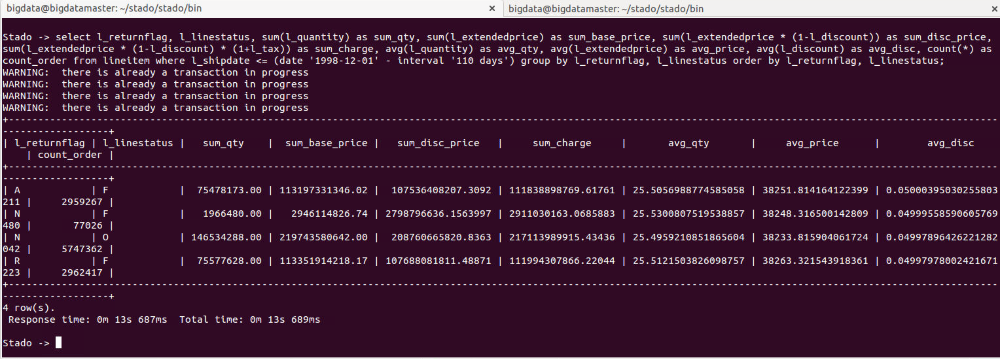 bigdata@bigdatamaster: ~/stado/stado/bin × bigdata@bigdatamaster: ~/stado/stado/bin ×
Stado -> select l_returnflag, l_linestatus, sum(l_quantity) as sum_qty, sum(l_extendedprice) as sum_base_price, sum(l_extendedprice * (1-l_discount)) as sum_disc_price,
sum(l_extendedprice * (1-l_discount) * (1+l_tax)) as sum_charge, avg(l_quantity) as avg_qty, avg(l_extendedprice) as avg_price, avg(l_discount) as avg_disc, count(*) as
count_order from lineitem where l_shipdate <= (date '1998-12-01' - interval '110 days') group by l_returnflag, l_linestatus order by l_returnflag, l_linestatus;
WARNING:  there is already a transaction in progress
WARNING:  there is already a transaction in progress
WARNING:  there is already a transaction in progress
WARNING:  there is already a transaction in progress
+------------------------------------------------------------------------------------------------------------------------------------------------------------------------
------------------+
| l_returnflag | l_linestatus |   sum_qty    |  sum_base_price |   sum_disc_price   |     sum_charge     |       avg_qty       |     avg_price      |        avg_disc
    | count_order |
+------------------------------------------------------------------------------------------------------------------------------------------------------------------------
------------------+
| A            | F            |  75478173.00 | 113197331346.02 |  107536408207.3092 | 111838898769.61761 | 25.5056988774585058 | 38251.814164122399 | 0.05000395030255803
211 |     2959267 |
| N            | F            |   1966480.00 |   2946114826.74 | 2798796636.1563997 | 2911030163.0685883 | 25.5300807519538857 | 38248.316500142809 | 0.04999558590605769
480 |       77026 |
| N            | O            | 146534288.00 | 219743580642.00 |  208760665820.8363 | 217113989915.43436 | 25.4959210851865604 | 38233.815904061724 | 0.04997896426221282
042 |     5747362 |
| R            | F            |  75577628.00 | 113351914218.17 | 107688081811.48871 | 111994307866.22044 | 25.5121503826098757 | 38263.321543918361 | 0.04997978002421671
223 |     2962417 |
+------------------------------------------------------------------------------------------------------------------------------------------------------------------------
------------------+
4 row(s).
 Response time: 0m 13s 687ms  Total time: 0m 13s 689ms
Stado ->